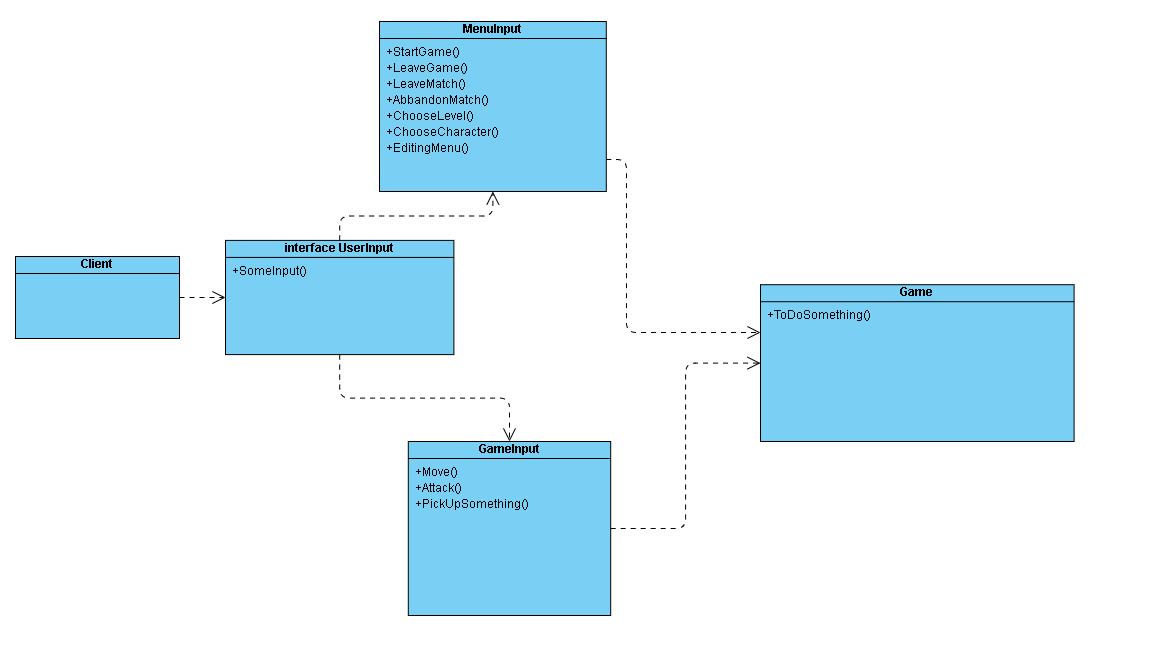 MenuInput
+StartGame()
+LeaveGame()
+LeaveMatch()
+AbbandonMatch()
+ChooseLevel()
+ChooseCharacter()
+EditingMenu()
Client
interface UserInput
+SomeInput()
Game
+ToDoSomething()
GameInput
+Move()
+Attack()
+PickUpSomething()